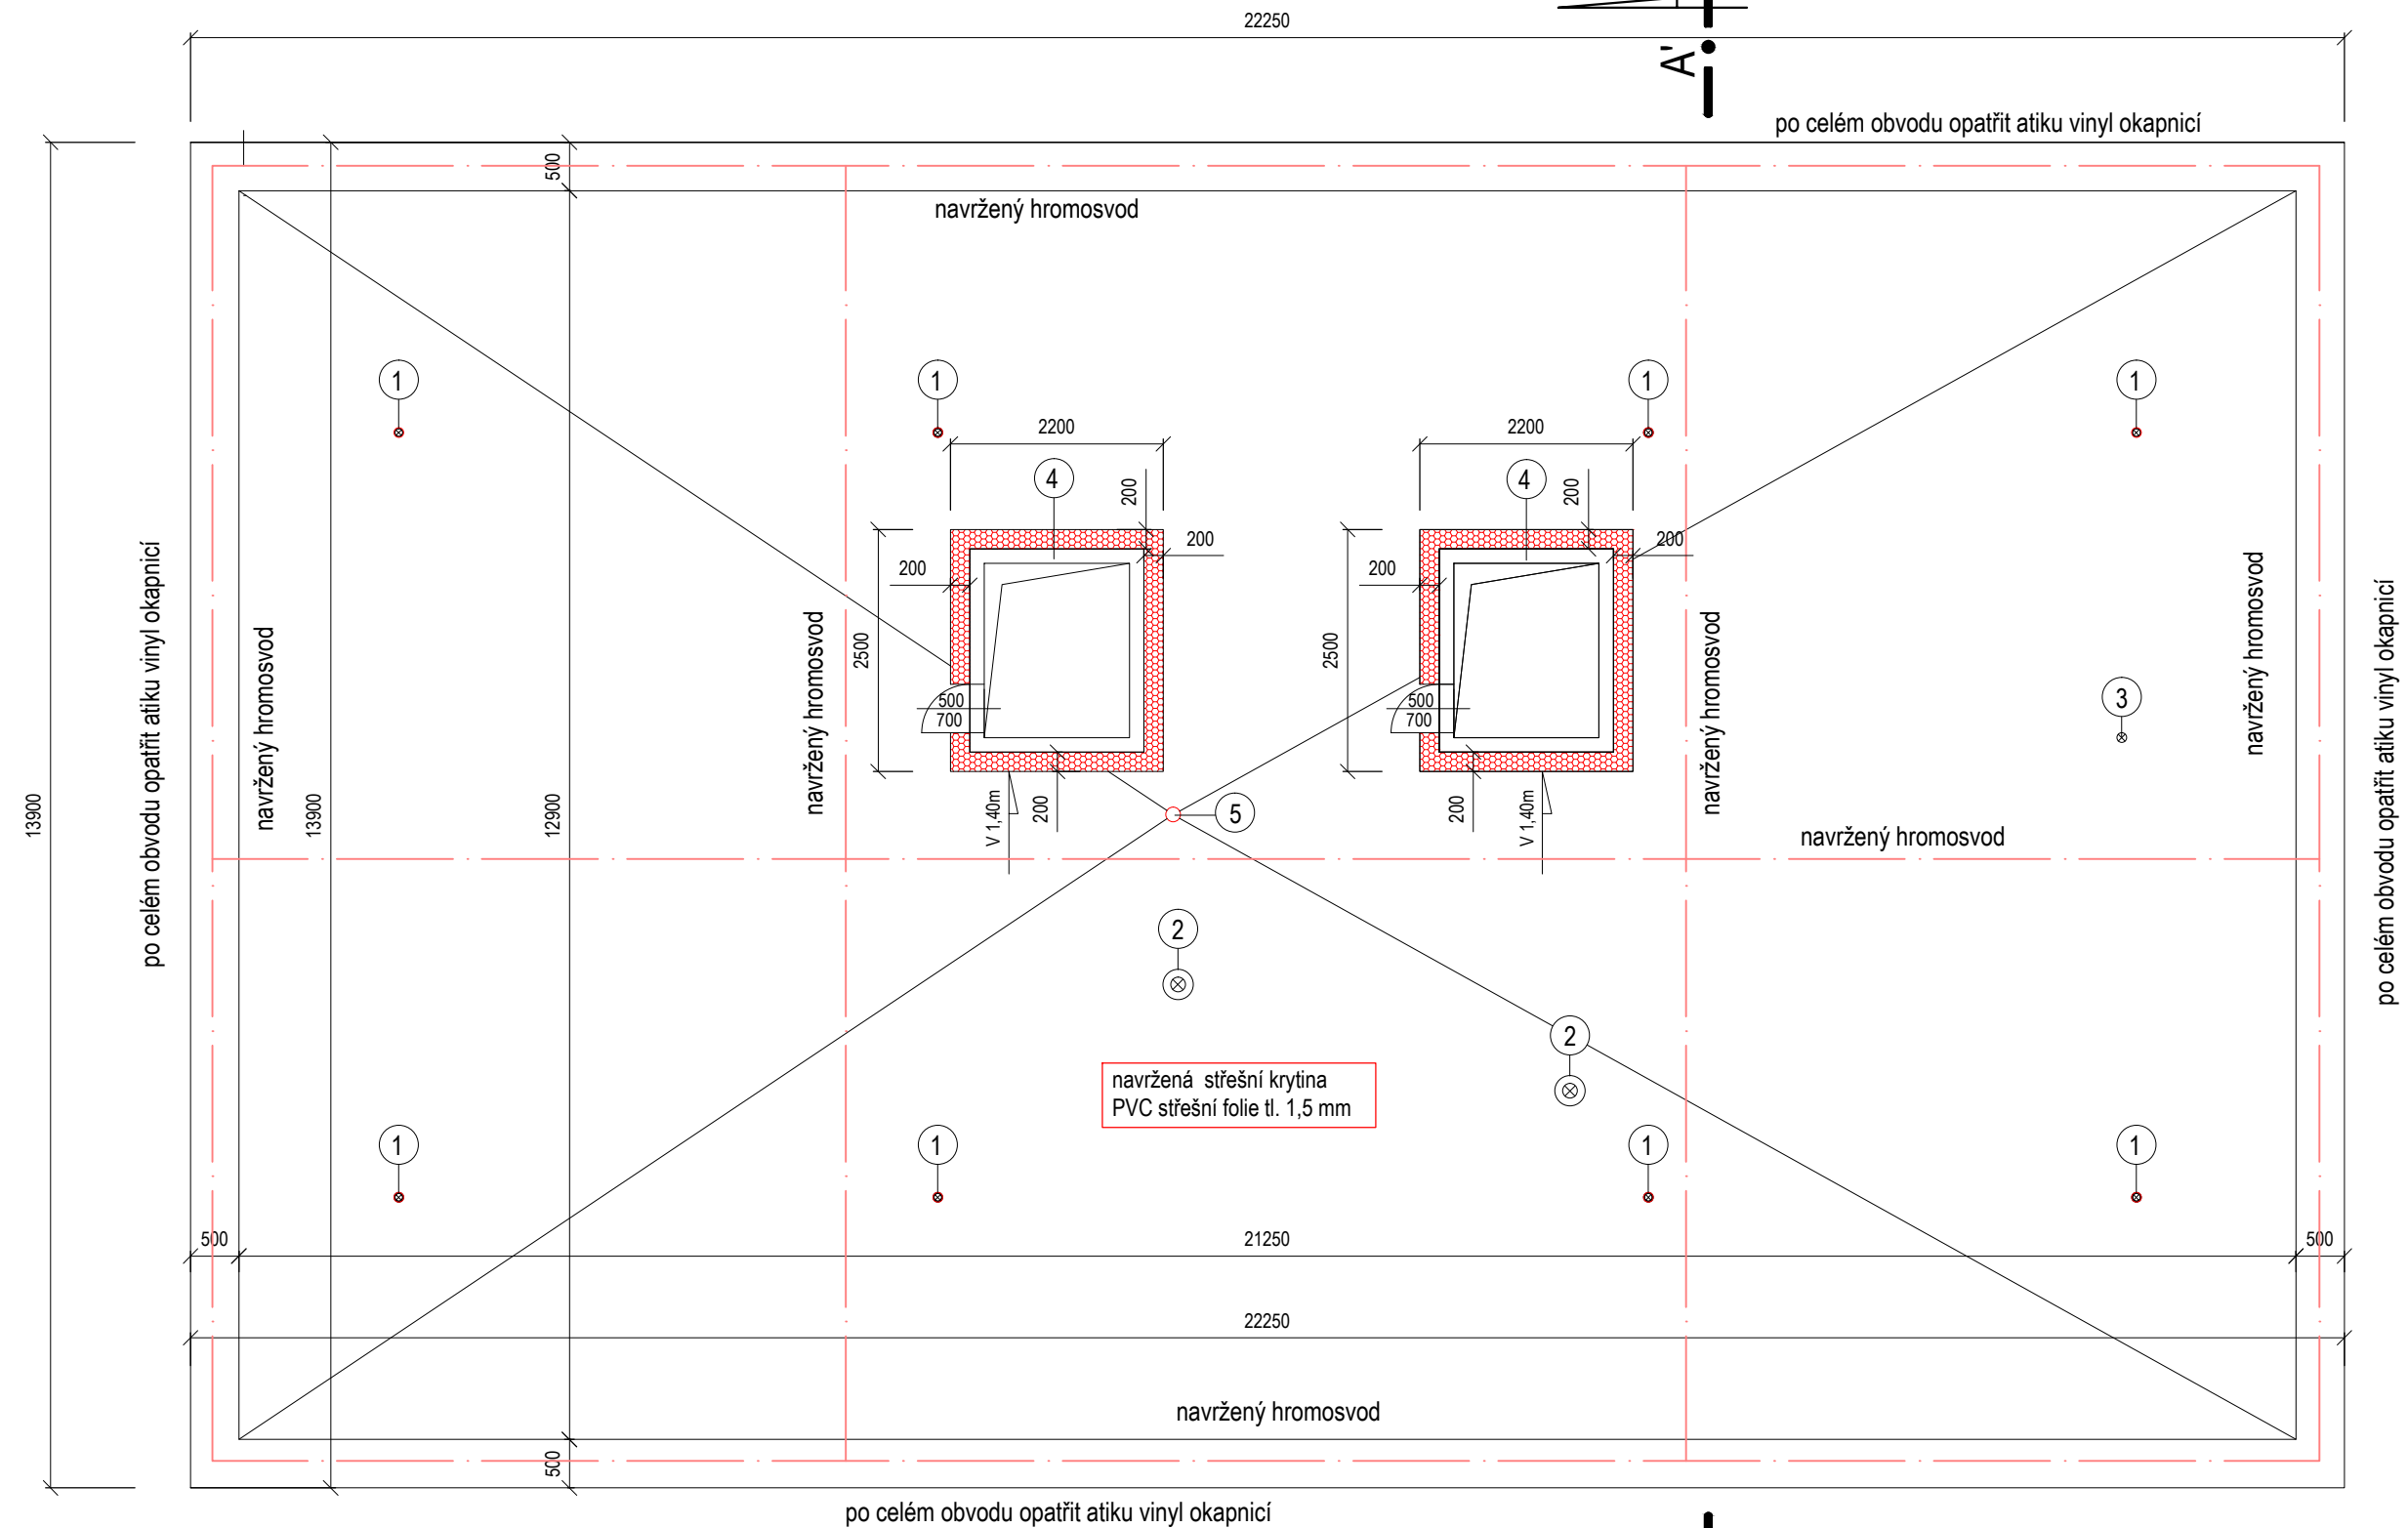 22250
A'
po celém obvodu opatřit atiku vinyl okapnicí
500
navržený hromosvod
1
1
1
1
2200
2200
4
4
200
200
200
200
200
200
po celém obvodu opatřit atiku vinyl okapnicí
navržený hromosvod
navržený hromosvod
2500
2500
navržený hromosvod
navržený hromosvod
po celém obvodu opatřit atiku vinyl okapnicí
3
500
700
500
700
13900
13900
12900
V 1,40m
200
5
200
V 1,40m
navržený hromosvod
2
2
navržená střešní krytina
PVC střešní folie tl. 1,5 mm
1
1
1
1
500
21250
500
22250
navržený hromosvod
500
po celém obvodu opatřit atiku vinyl okapnicí